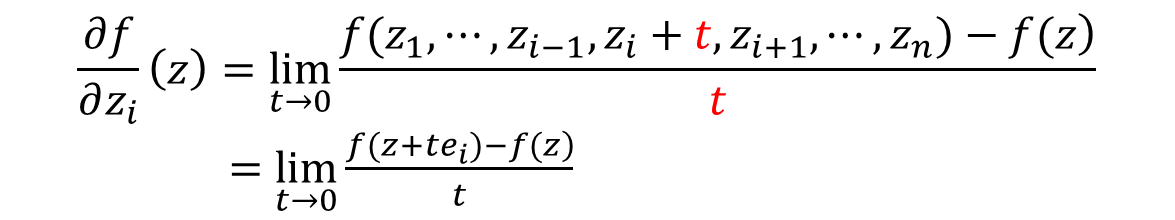 ∂f/∂z_i (z) = lim_{t→0} (f(z_1, ⋯, z_{i−1}, z_i + t, z_{i+1}, ⋯, z_n) − f(z))/t
= lim_{t→0} (f(z+te_i)−f(z))/t